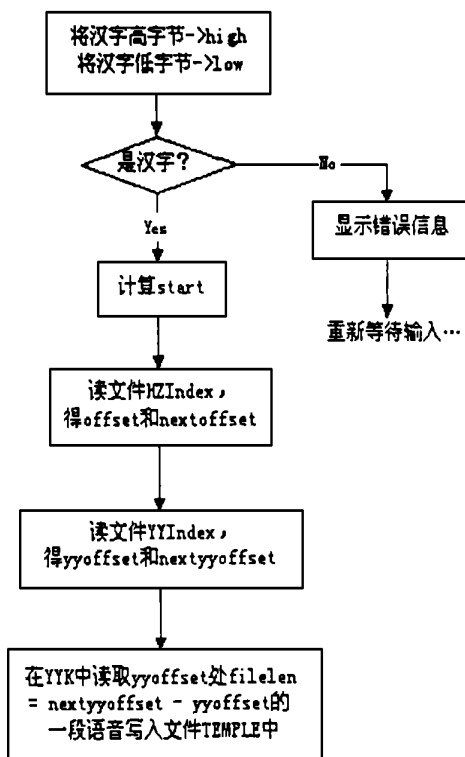 将汉字高字节->high
将汉字低字节->low
是汉字?
No
Yes
显示错误信息
计算start
重新等待输入…
读文件HZIndex，
得offset和nextoffset
读文件YYIndex，
得yyoffset和nextyyoffset
在YYK中读取yyoffset处filelen
= nextyyoffset - yyoffset的
一段语音写入文件TEMPLE中